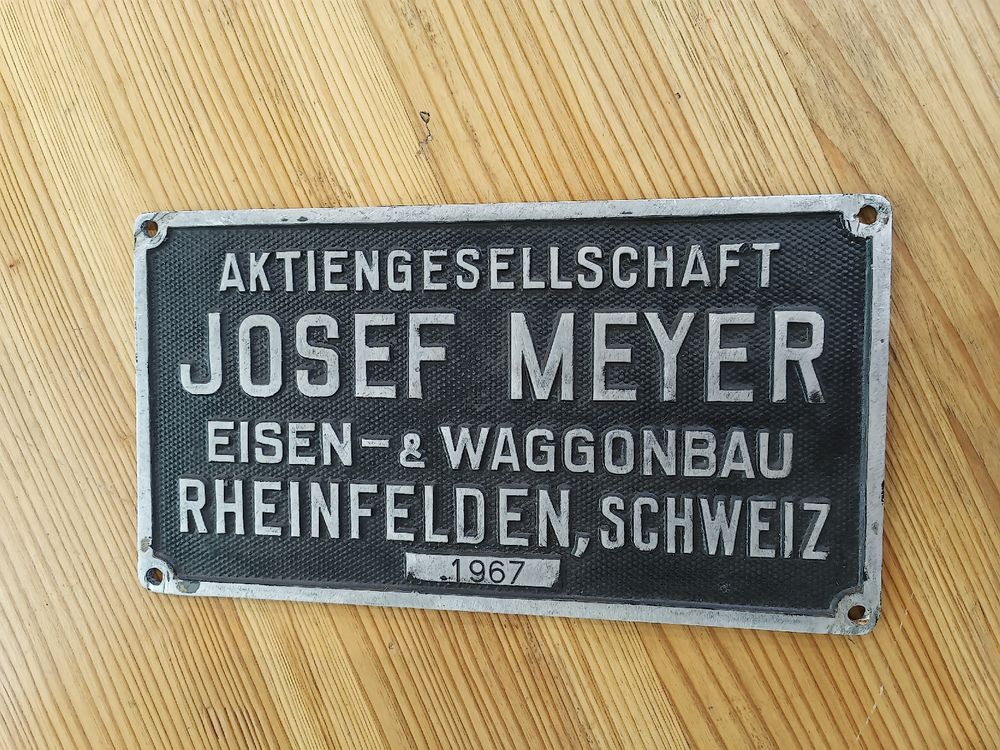 AKTIENGESELLSCHAFT
JOSEF MEYER
EISEN- & WAGGONBAU
RHEINFELDEN, SCHWEIZ
1967